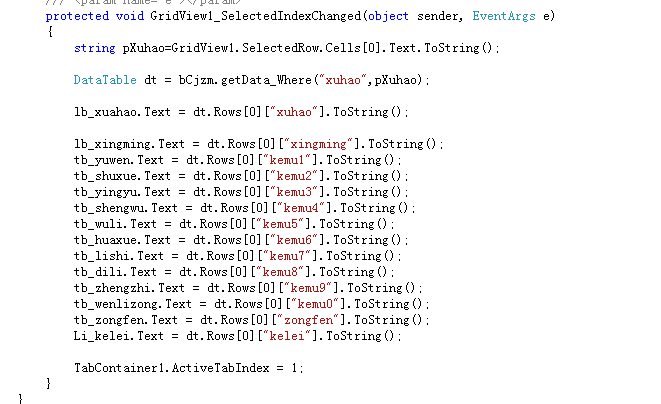 /// <param name="e"></param>
protected void GridView1_SelectedIndexChanged(object sender, EventArgs e)
{
string pXuhao=GridView1.SelectedRow.Cells[0].Text.ToString();
DataTable dt = bCjzm.getData_Where("xuhao",pXuhao);
lb_xuahao.Text = dt.Rows[0]["xuhao"].ToString();
lb_xingming.Text = dt.Rows[0]["xingming"].ToString();
tb_yuwen.Text = dt.Rows[0]["kemu1"].ToString();
tb_shuxue.Text = dt.Rows[0]["kemu2"].ToString();
tb_yingyu.Text = dt.Rows[0]["kemu3"].ToString();
tb_shengwu.Text = dt.Rows[0]["kemu4"].ToString();
tb_wuli.Text = dt.Rows[0]["kemu5"].ToString();
tb_huaxue.Text = dt.Rows[0]["kemu6"].ToString();
tb_lishi.Text = dt.Rows[0]["kemu7"].ToString();
tb_dili.Text = dt.Rows[0]["kemu8"].ToString();
tb_zhengzhi.Text = dt.Rows[0]["kemu9"].ToString();
tb_wenlizong.Text = dt.Rows[0]["kemu0"].ToString();
tb_zongfen.Text = dt.Rows[0]["zongfen"].ToString();
Li_kelei.Text = dt.Rows[0]["kelei"].ToString();
TabContainer1.ActiveTabIndex = 1;
}
}